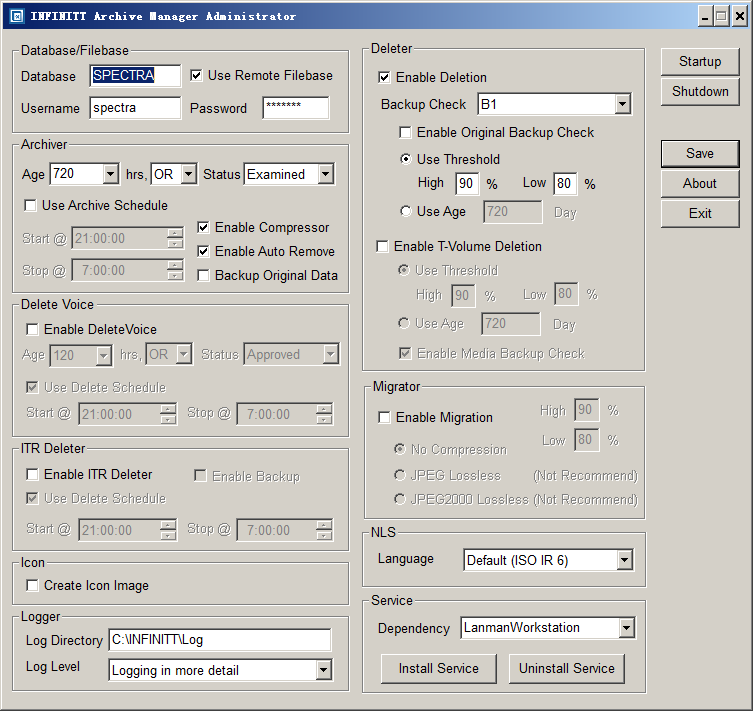 INFINITT Archive Manager Administrator
Database/Filebase
Database SPECTRA Use Remote Filebase
Username spectra Password *******
Archiver
Age 720 hrs, OR Status Examined
Use Archive Schedule
Start @ 21:00:00
Stop @ 7:00:00
Enable Compressor
Enable Auto Remove
Backup Original Data
Delete Voice
Enable DeleteVoice
Age 120 hrs, OR Status Approved
Use Delete Schedule
Start @ 21:00:00 Stop @ 7:00:00
ITR Deleter
Enable ITR Deleter Enable Backup
Use Delete Schedule
Start @ 21:00:00 Stop @ 7:00:00
Icon
Create Icon Image
Logger
Log Directory C:\INFINITT\Log
Log Level Logging in more detail
Deleter
Enable Deletion
Backup Check B1
Enable Original Backup Check
Use Threshold
High 90 % Low 80 %
Use Age 720 Day
Enable T-Volume Deletion
Use Threshold
High 90 % Low 80 %
Use Age 720 Day
Enable Media Backup Check
Migrator
Enable Migration
High 90 %
Low 80 %
No Compression
JPEG Lossless (Not Recommend)
JPEG2000 Lossless (Not Recommend)
NLS
Language Default (ISO IR 6)
Service
Dependency LanmanWorkstation
Install Service Uninstall Service
Startup
Shutdown
Save
About
Exit